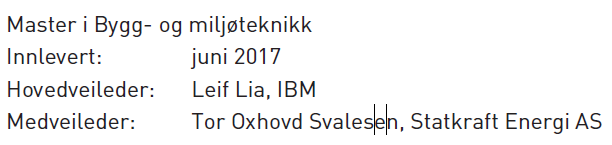 Master i Bygg- og miljøteknikk
Innlevert: juni 2017
Hovedveileder: Leif Lia, IBM
Medveileder: Tor Oxhovd Svalesen, Statkraft Energi AS